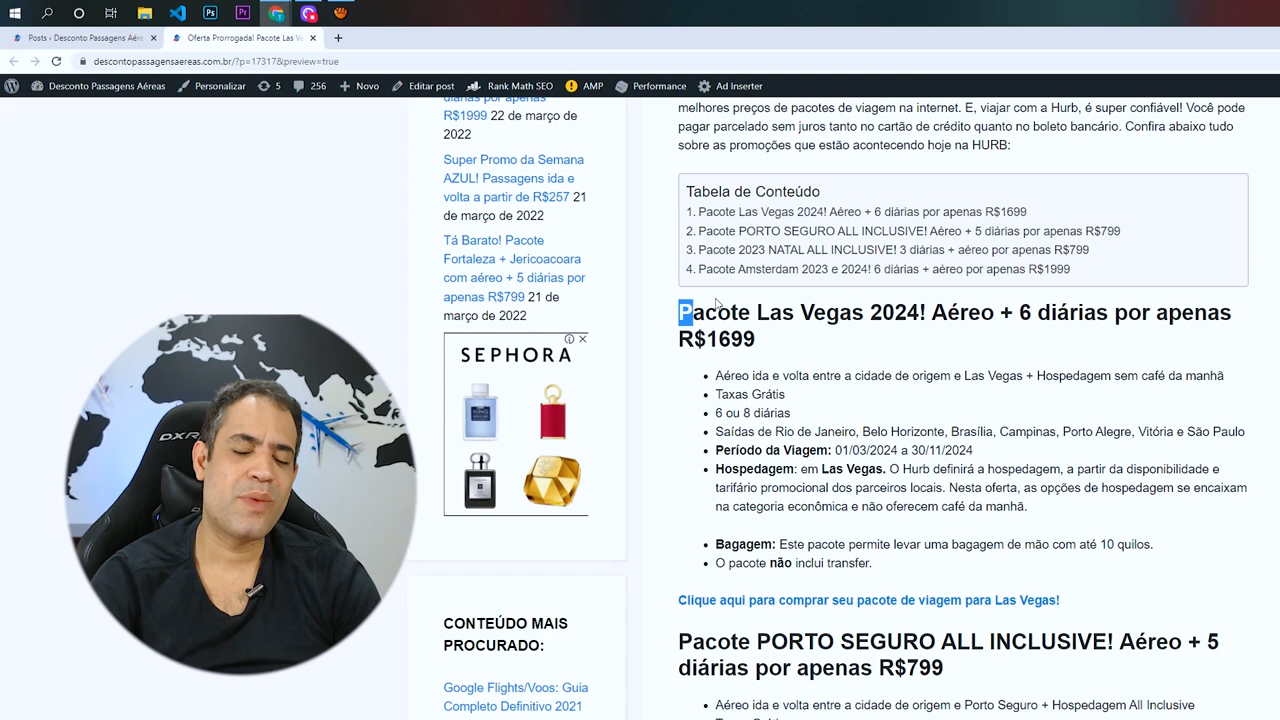 Posts ‹ Desconto Passagens Aére
Oferta Prorrogada! Pacote Las V
descontopassagensaereas.com.br/?p=17317&preview=true
Desconto Passagens Aéreas
Personalizar
5
256
Novo
Editar post
Rank Math SEO
AMP
Performance
Ad Inserter
diárias por apenas
R$1999 22 de março de
2022
Super Promo da Semana
AZUL! Passagens ida e
volta a partir de R$257 21
de março de 2022
Tá Barato! Pacote
Fortaleza + Jericoacoara
com aéreo + 5 diárias por
apenas R$799 21 de
março de 2022
SEPHORA
CONTEÚDO MAIS
PROCURADO:
Google Flights/Voos: Guia
Completo Definitivo 2021
DXR
melhores preços de pacotes de viagem na internet. E, viajar com a Hurb, é super confiável! Você pode
pagar parcelado sem juros tanto no cartão de crédito quanto no boleto bancário. Confira abaixo tudo
sobre as promoções que estão acontecendo hoje na HURB:
Tabela de Conteúdo
1. Pacote Las Vegas 2024! Aéreo + 6 diárias por apenas R$1699
2. Pacote PORTO SEGURO ALL INCLUSIVE! Aéreo + 5 diárias por apenas R$799
3. Pacote 2023 NATAL ALL INCLUSIVE! 3 diárias + aéreo por apenas R$799
4. Pacote Amsterdam 2023 e 2024! 6 diárias + aéreo por apenas R$1999
Pacote Las Vegas 2024! Aéreo + 6 diárias por apenas
R$1699
• Aéreo ida e volta entre a cidade de origem e Las Vegas + Hospedagem sem café da manhã
• Taxas Grátis
• 6 ou 8 diárias
• Saídas de Rio de Janeiro, Belo Horizonte, Brasília, Campinas, Porto Alegre, Vitória e São Paulo
• Período da Viagem: 01/03/2024 a 30/11/2024
• Hospedagem: em Las Vegas. O Hurb definirá a hospedagem, a partir da disponibilidade e
tarifário promocional dos parceiros locais. Nesta oferta, as opções de hospedagem se encaixam
na categoria econômica e não oferecem café da manhã.
• Bagagem: Este pacote permite levar uma bagagem de mão com até 10 quilos.
• O pacote não inclui transfer.
Clique aqui para comprar seu pacote de viagem para Las Vegas!
Pacote PORTO SEGURO ALL INCLUSIVE! Aéreo + 5
diárias por apenas R$799
• Aéreo ida e volta entre a cidade de origem e Porto Seguro + Hospedagem All Inclusive